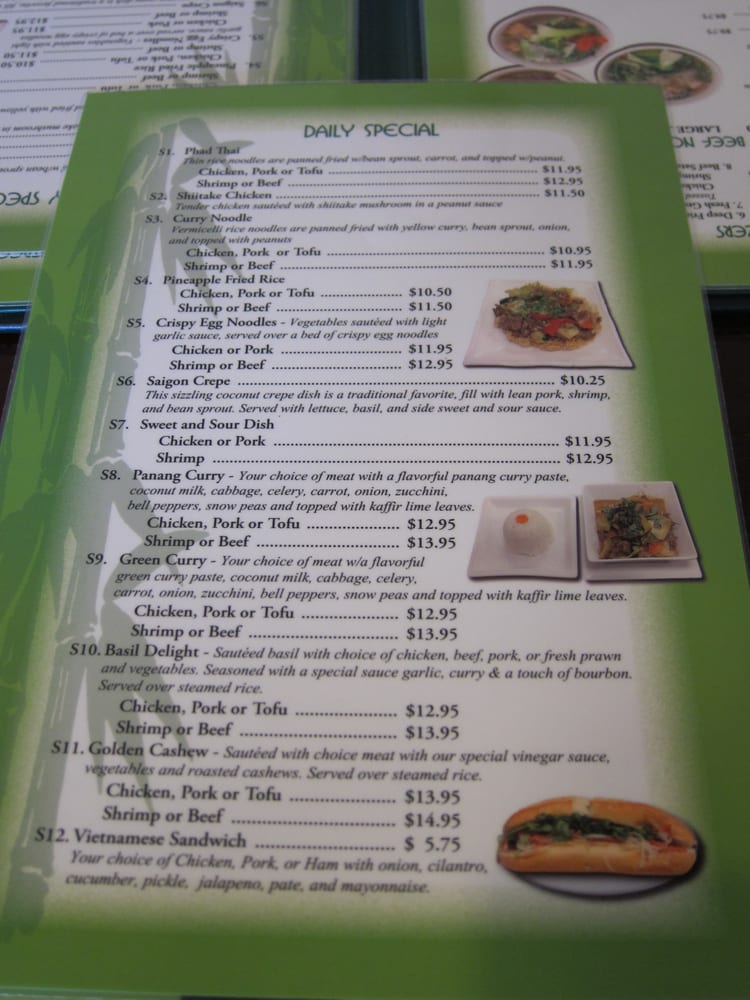 DAILY SPECIAL
S1. Phad Thai
Thin rice noodles are panned fried w/bean sprout, carrot, and topped w/peanut.
Chicken, Pork or Tofu ........ $11.95
Shrimp or Beef ........ $12.95
S2. Shiitake Chicken ........ $11.50
Tender chicken sautéed with shiitake mushroom in a peanut sauce
S3. Curry Noodle
Vermicelli rice noodles are panned fried with yellow curry, bean sprout, onion,
and topped with peanuts
Chicken, Pork or Tofu ........ $10.95
Shrimp or Beef ........ $11.95
S4. Pineapple Fried Rice
Chicken, Pork or Tofu ........ $10.50
Shrimp or Beef ........ $11.50
S5. Crispy Egg Noodles - Vegetables sautéed with light
garlic sauce, served over a bed of crispy egg noodles
Chicken or Pork ........ $11.95
Shrimp or Beef ........ $12.95
S6. Saigon Crepe ........ $10.25
This sizzling coconut crepe dish is a traditional favorite, fill with lean pork, shrimp,
and bean sprout. Served with lettuce, basil, and side sweet and sour sauce.
S7. Sweet and Sour Dish
Chicken or Pork ........ $11.95
Shrimp ........ $12.95
S8. Panang Curry - Your choice of meat with a flavorful panang curry paste,
coconut milk, cabbage, celery, carrot, onion, zucchini,
bell peppers, snow peas and topped with kaffir lime leaves.
Chicken, Pork or Tofu ........ $12.95
Shrimp or Beef ........ $13.95
S9. Green Curry - Your choice of meat w/a flavorful
green curry paste, coconut milk, cabbage, celery,
carrot, onion, zucchini, bell peppers, snow peas and topped with kaffir lime leaves.
Chicken, Pork or Tofu ........ $12.95
Shrimp or Beef ........ $13.95
S10. Basil Delight - Sautéed basil with choice of chicken, beef, pork, or fresh prawn
and vegetables. Seasoned with a special sauce garlic, curry & a touch of bourbon.
Served over steamed rice.
Chicken, Pork or Tofu ........ $12.95
Shrimp or Beef ........ $13.95
S11. Golden Cashew - Sautéed with choice meat with our special vinegar sauce,
vegetables and roasted cashews. Served over steamed rice.
Chicken, Pork or Tofu ........ $13.95
Shrimp or Beef ........ $14.95
S12. Vietnamese Sandwich ........ $ 5.75
Your choice of Chicken, Pork, or Ham with onion, cilantro,
cucumber, pickle, jalapeno, pate, and mayonnaise.